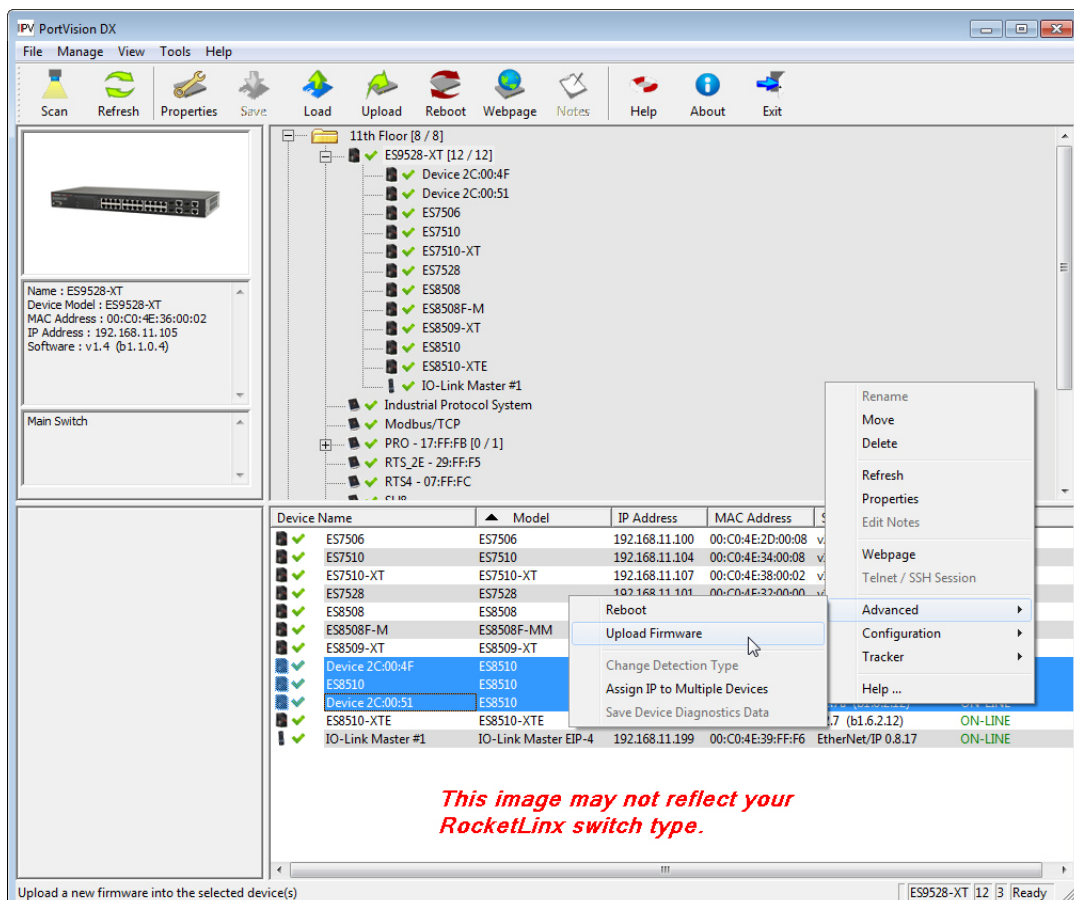 IPV PortVision DX
File Manage View Tools Help
Scan Refresh Properties Save Load Upload Reboot Webpage Notes Help About Exit
11th Floor [8 / 8]
ES9528-XT [12 / 12]
Device 2C:00:4F
Device 2C:00:51
ES7506
ES7510
ES7510-XT
ES7528
ES8508
ES8508F-M
ES8509-XT
ES8510
ES8510-XTE
IO-Link Master #1
Industrial Protocol System
Modbus/TCP
PRO - 17:FF:FB [0 / 1]
RTS_2E - 29:FF:F5
RTS4 - 07:FF:FC
Name : ES9528-XT
Device Model : ES9528-XT
MAC Address : 00:C0:4E:36:00:02
IP Address : 192.168.11.105
Software : v1.4 (b1.1.0.4)
Main Switch
Device Name Model IP Address MAC Address
ES7506 ES7506 192.168.11.100 00:C0:4E:2D:00:08
ES7510 ES7510 192.168.11.104 00:C0:4E:34:00:08
ES7510-XT ES7510-XT 192.168.11.107 00:C0:4E:38:00:02
ES7528 ES7528 192.168.11.101 00:C0:4E:32:00:00
ES8508 ES8508
ES8508F-M ES8508F-MM
ES8509-XT ES8509-XT
Device 2C:00:4F ES8510
ES8510 ES8510
Device 2C:00:51 ES8510
ES8510-XTE ES8510-XTE 2.7 (b1.6.2.12) ON-LINE
IO-Link Master #1 IO-Link Master EIP-4 192.168.11.199 00:C0:4E:39:FF:F6 EtherNet/IP 0.8.17 ON-LINE
Rename
Move
Delete
Refresh
Properties
Edit Notes
Webpage
Telnet / SSH Session
Advanced
Configuration
Tracker
Help ...
Reboot
Upload Firmware
Change Detection Type
Assign IP to Multiple Devices
Save Device Diagnostics Data
This image may not reflect your
RocketLinx switch type.
Upload a new firmware into the selected device(s) ES9528-XT 12 3 Ready